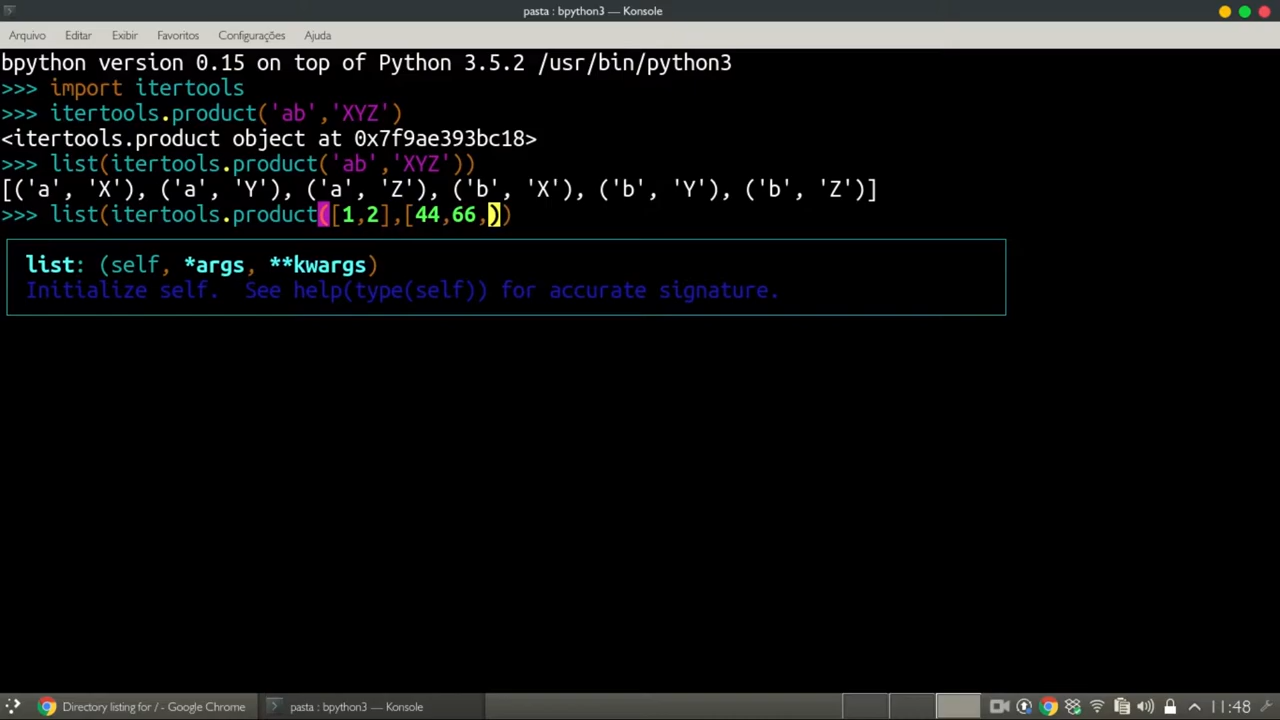 pasta : bpython3 — Konsole
Arquivo Editar Exibir Favoritos Configurações Ajuda
bpython version 0.15 on top of Python 3.5.2 /usr/bin/python3
>>> import itertools
>>> itertools.product('ab','XYZ')
<itertools.product object at 0x7f9ae393bc18>
>>> list(itertools.product('ab','XYZ'))
[('a', 'X'), ('a', 'Y'), ('a', 'Z'), ('b', 'X'), ('b', 'Y'), ('b', 'Z')]
>>> list(itertools.product([1,2],[44,66,))
list: (self, *args, **kwargs)
Initialize self.  See help(type(self)) for accurate signature.
Directory listing for / - Google Chrome pasta : bpython3 — Konsole 11:48